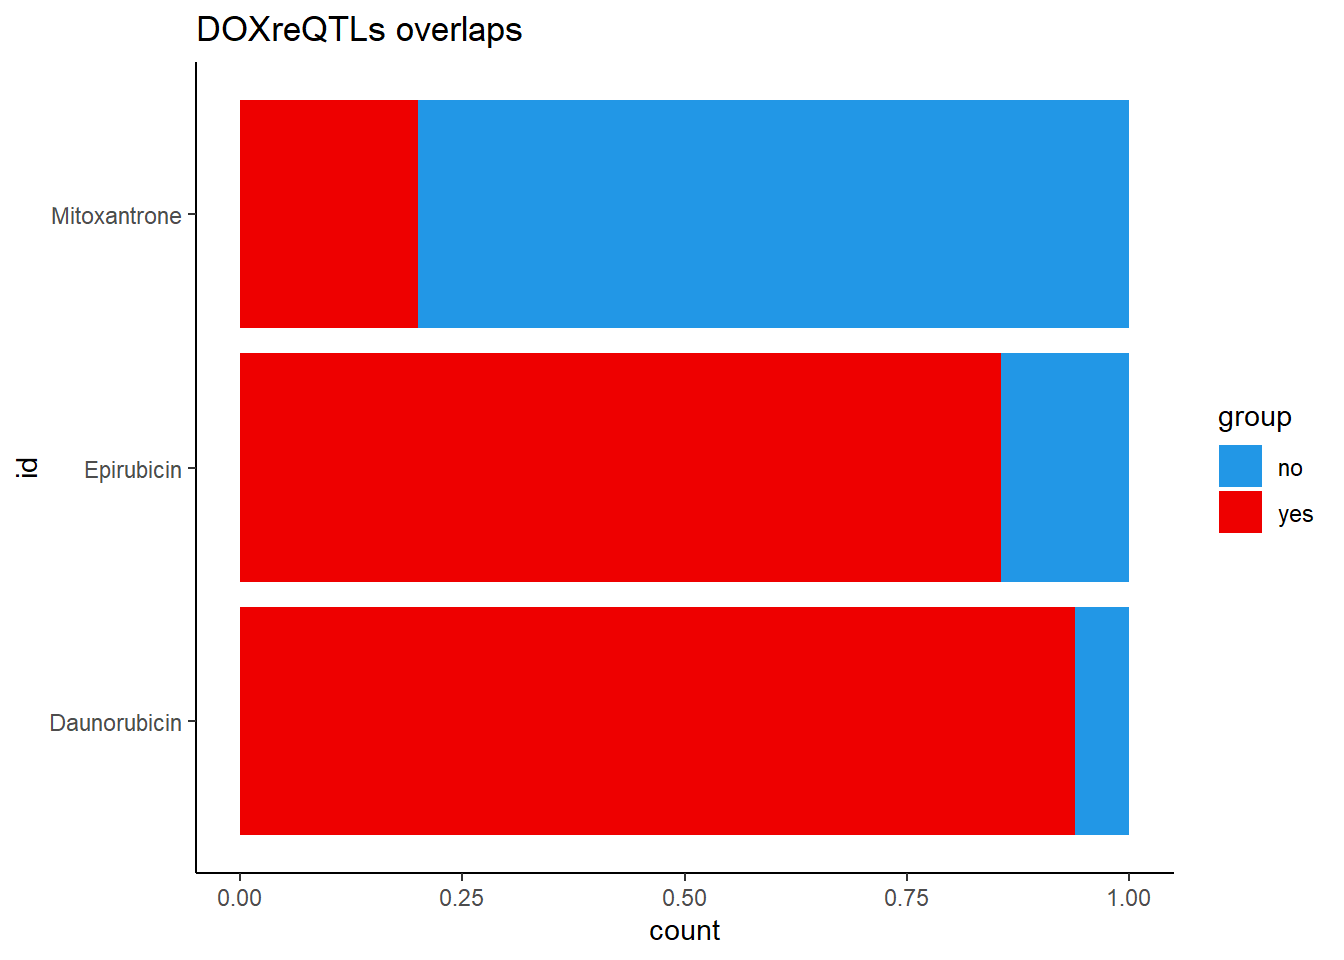 DOXreQTLs overlaps
Mitoxantrone
Epirubicin
Daunorubicin
id
0.00 0.25 0.50 0.75 1.00
count
group
no
yes